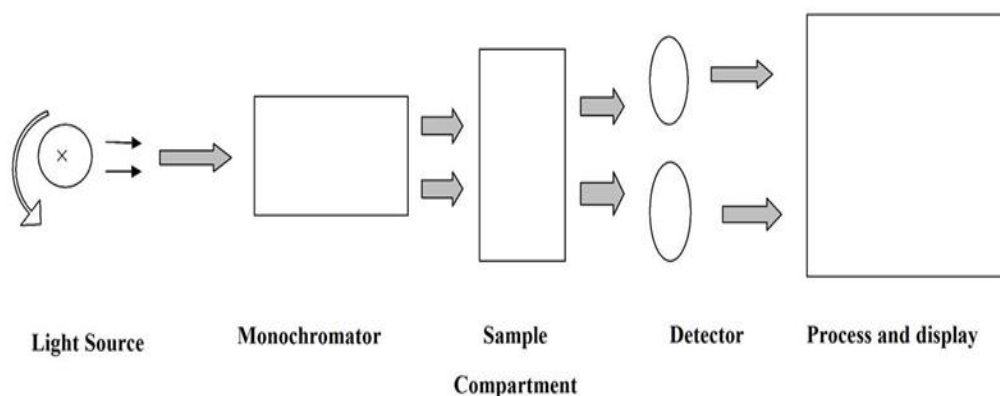 Light Source
Monochromator
Sample
Compartment
Detector
Process and display